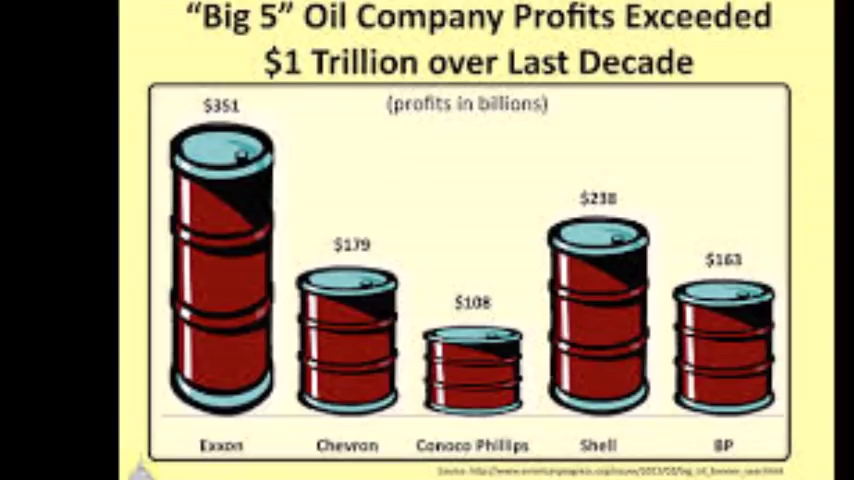 “Big 5” Oil Company Profits Exceeded
$1 Trillion over Last Decade
(profits in billions)
$351
$179
$108
$238
$163
Exxon Chevron Conoco Phillips Shell BP
Source: